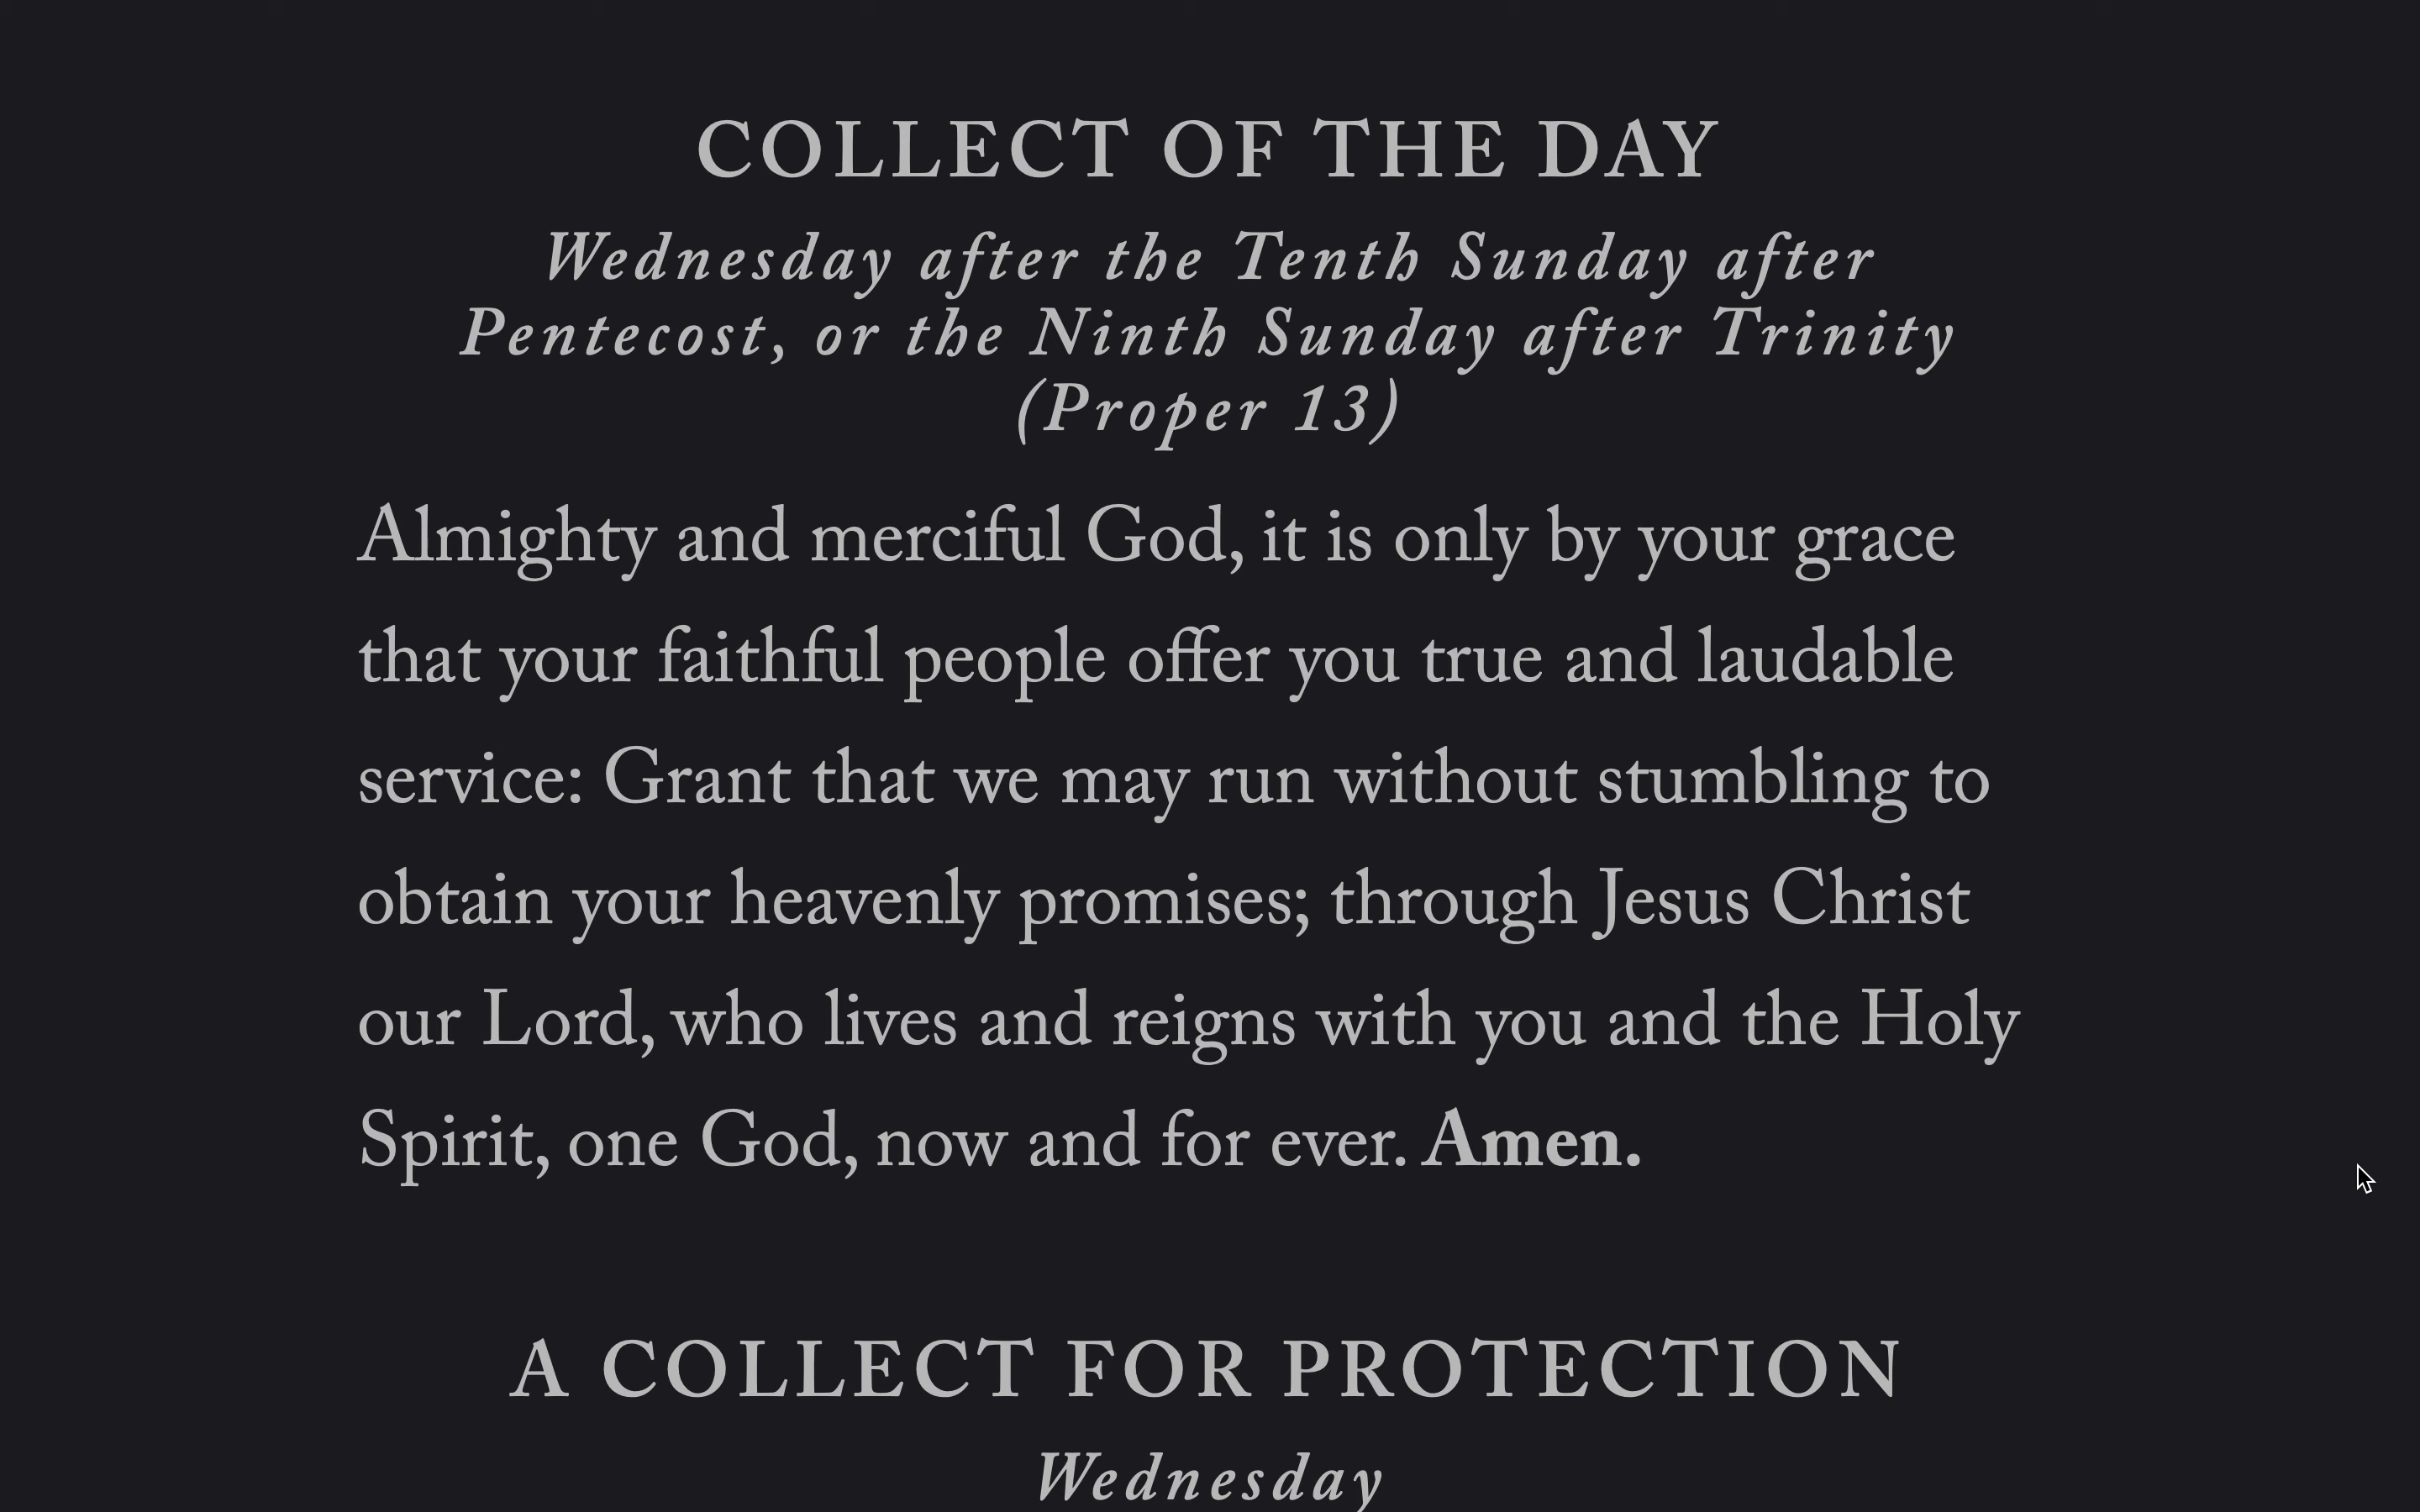 COLLECT OF THE DAY
Wednesday after the Tenth Sunday after
Pentecost, or the Ninth Sunday after Trinity
(Proper 13)
Almighty and merciful God, it is only by your grace
that your faithful people offer you true and laudable
service: Grant that we may run without stumbling to
obtain your heavenly promises; through Jesus Christ
our Lord, who lives and reigns with you and the Holy
Spirit, one God, now and for ever. Amen.
A COLLECT FOR PROTECTION
Wednesday